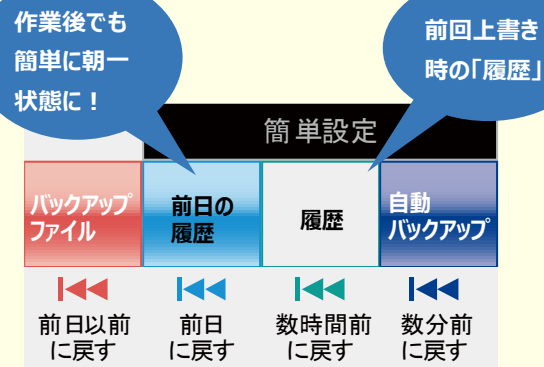 作業後でも
簡単に朝一
状態に！
前回上書き
時の「履歴」
簡単設定
バックアップ
ファイル
前日の
履歴
履歴
自動
バックアップ
前日以前
に戻す
前日
に戻す
数時間前
に戻す
数分前
に戻す